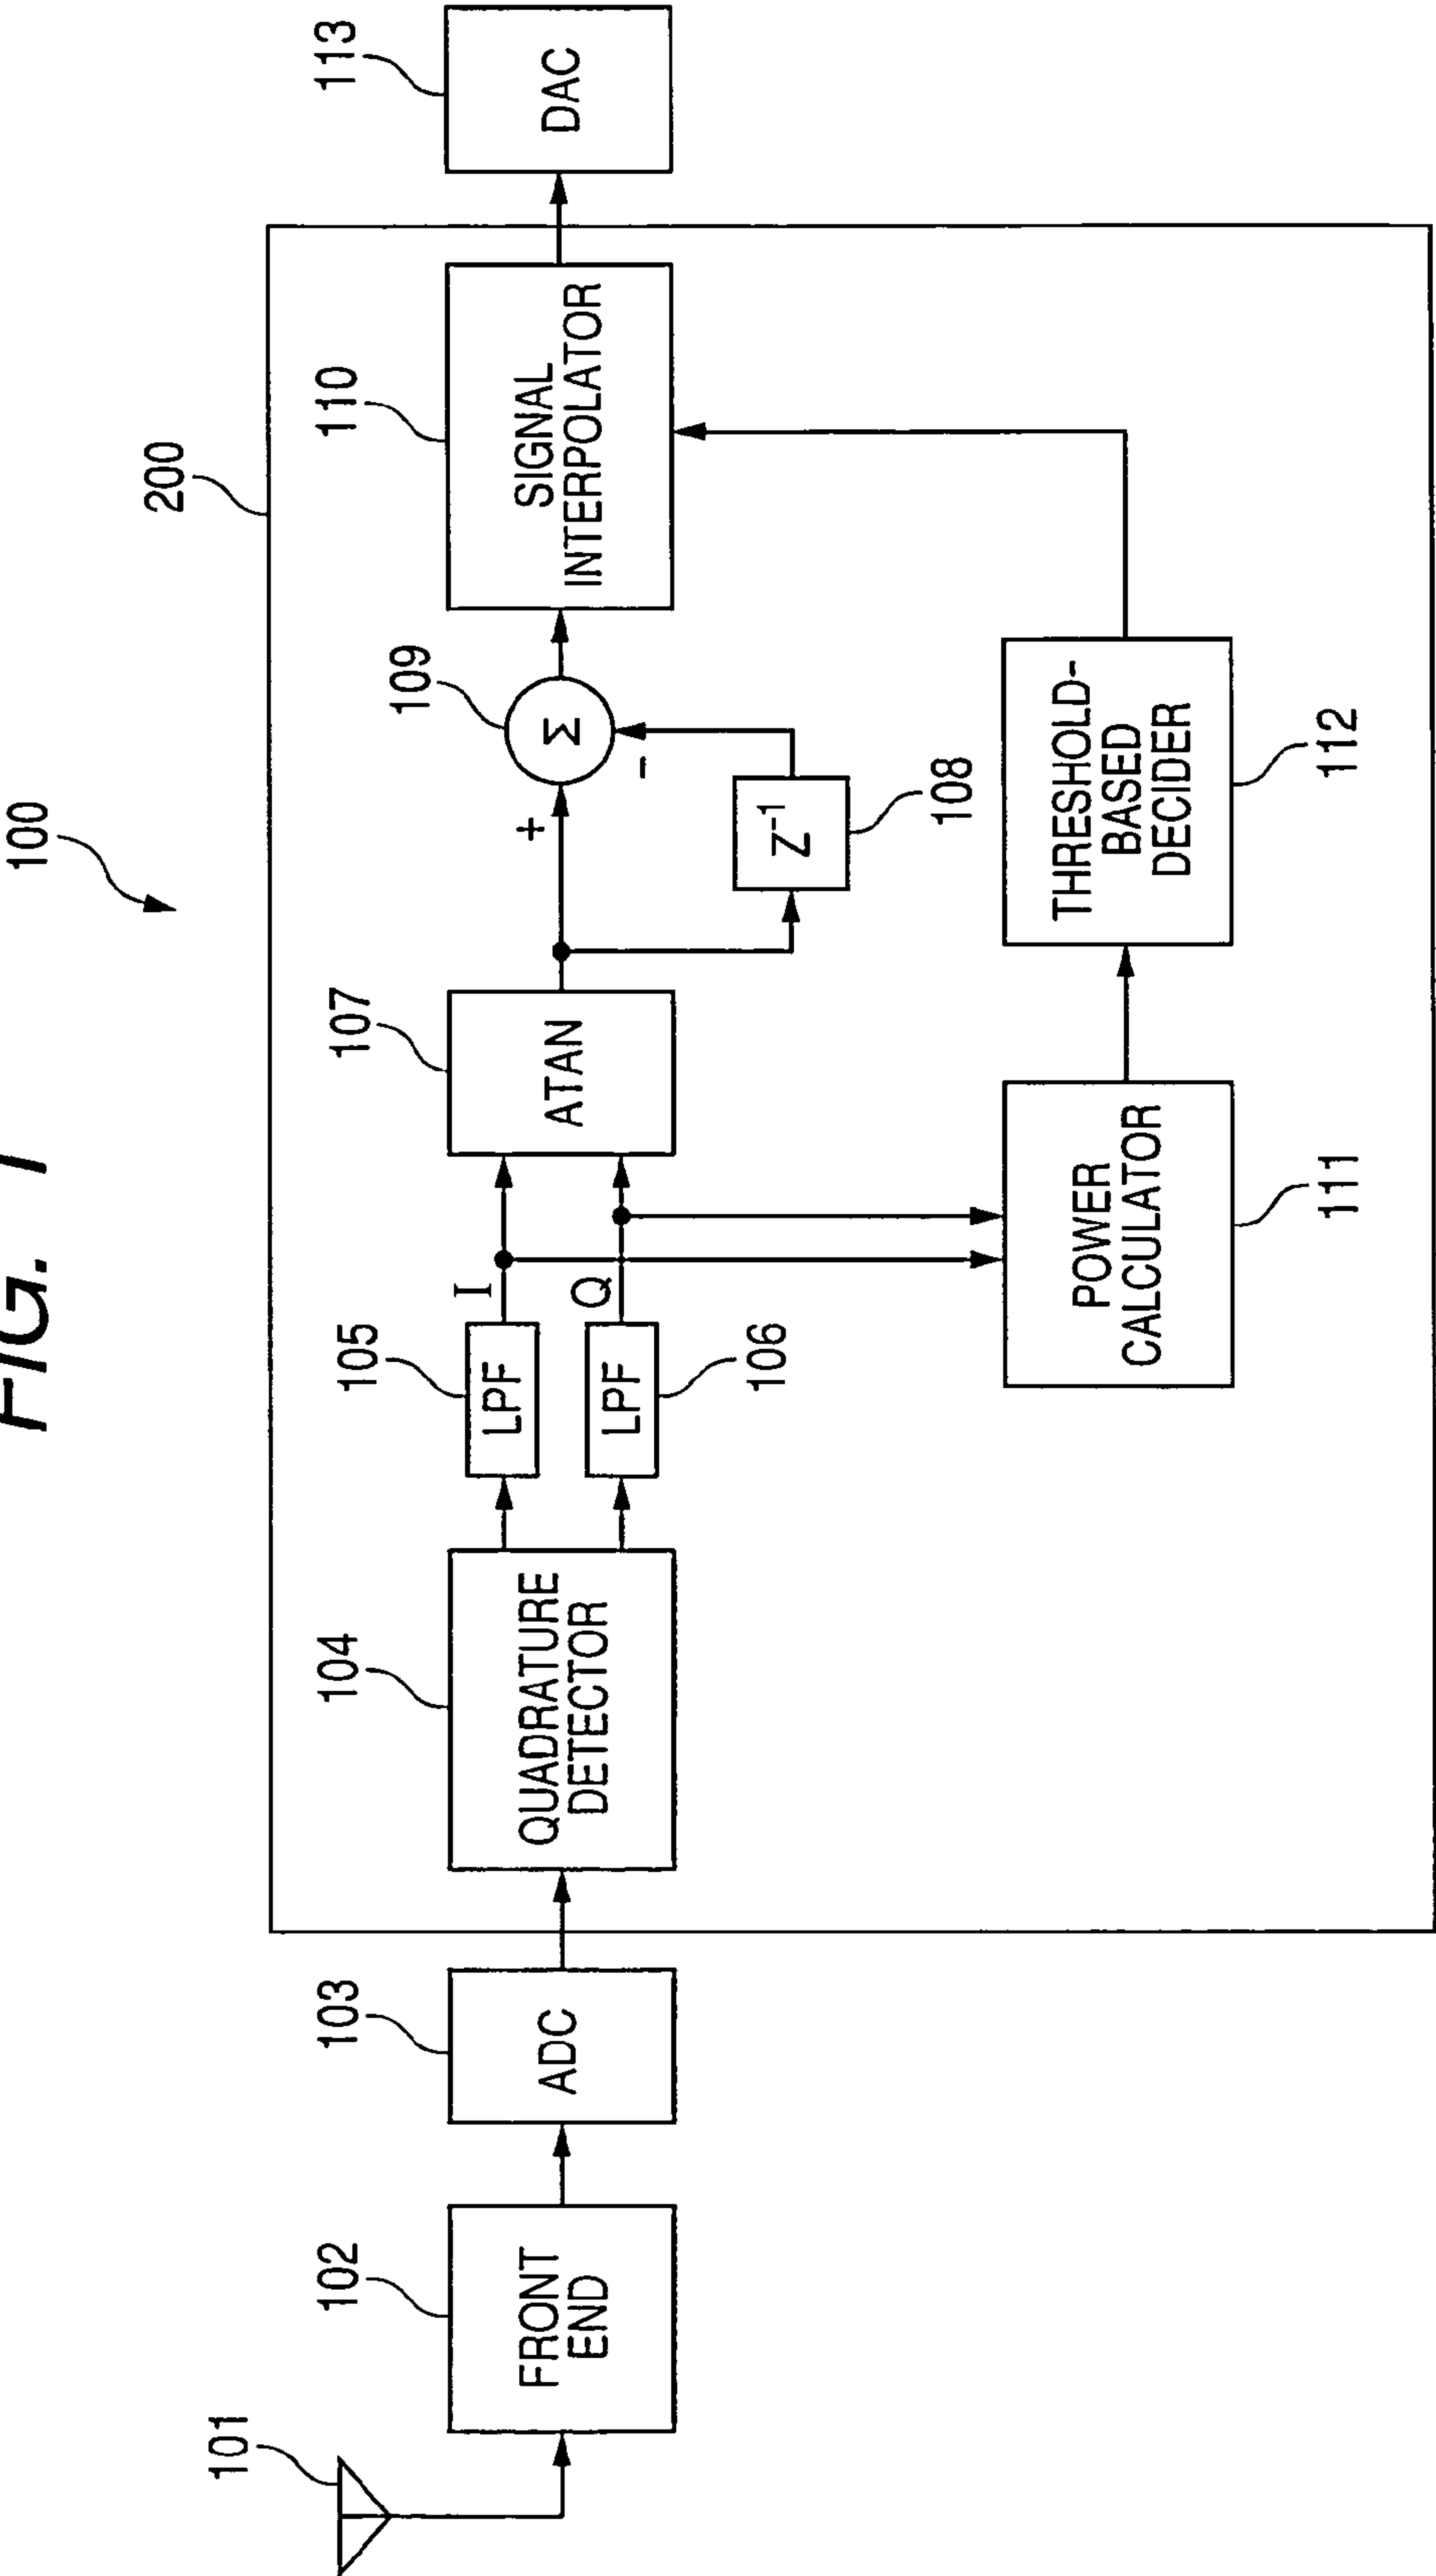 FIG. 1
100
200
101
102
FRONT
END
103
ADC
104
QUADRATURE
DETECTOR
105
LPF
I
106
LPF
Q
107
ATAN
+
-
108
Z-1
109
Σ
110
SIGNAL
INTERPOLATOR
111
POWER
CALCULATOR
112
THRESHOLD-
BASED
DECIDER
113
DAC